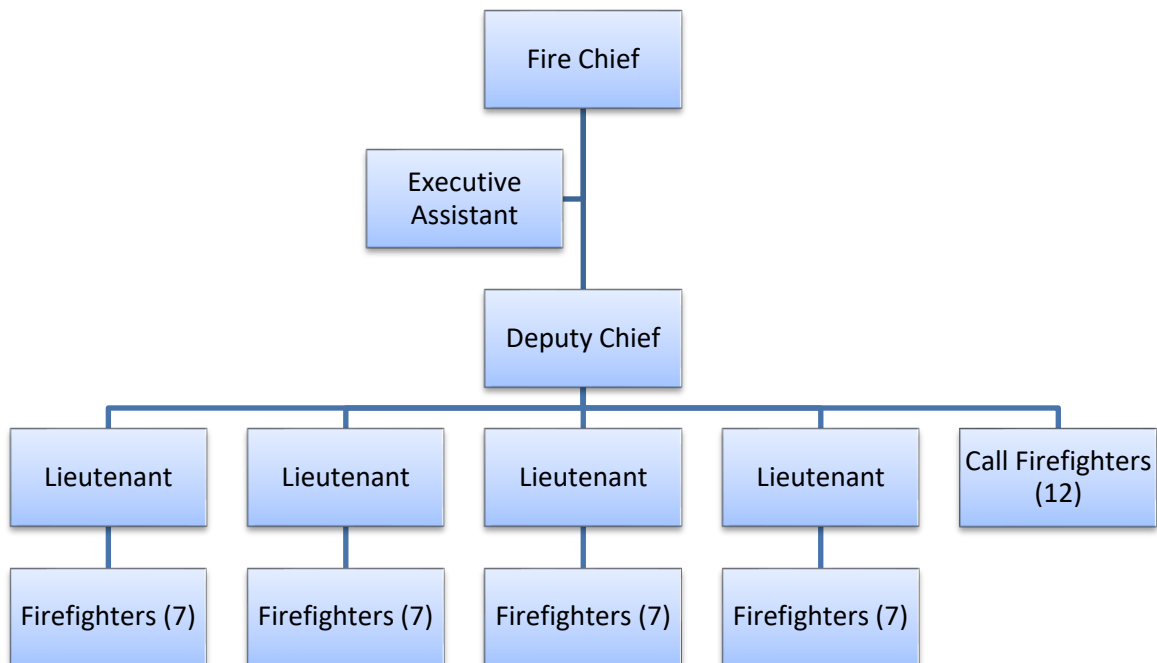 Fire Chief
Executive
Assistant
Deputy Chief
Lieutenant
Lieutenant
Lieutenant
Lieutenant
Call Firefighters
(12)
Firefighters (7)
Firefighters (7)
Firefighters (7)
Firefighters (7)